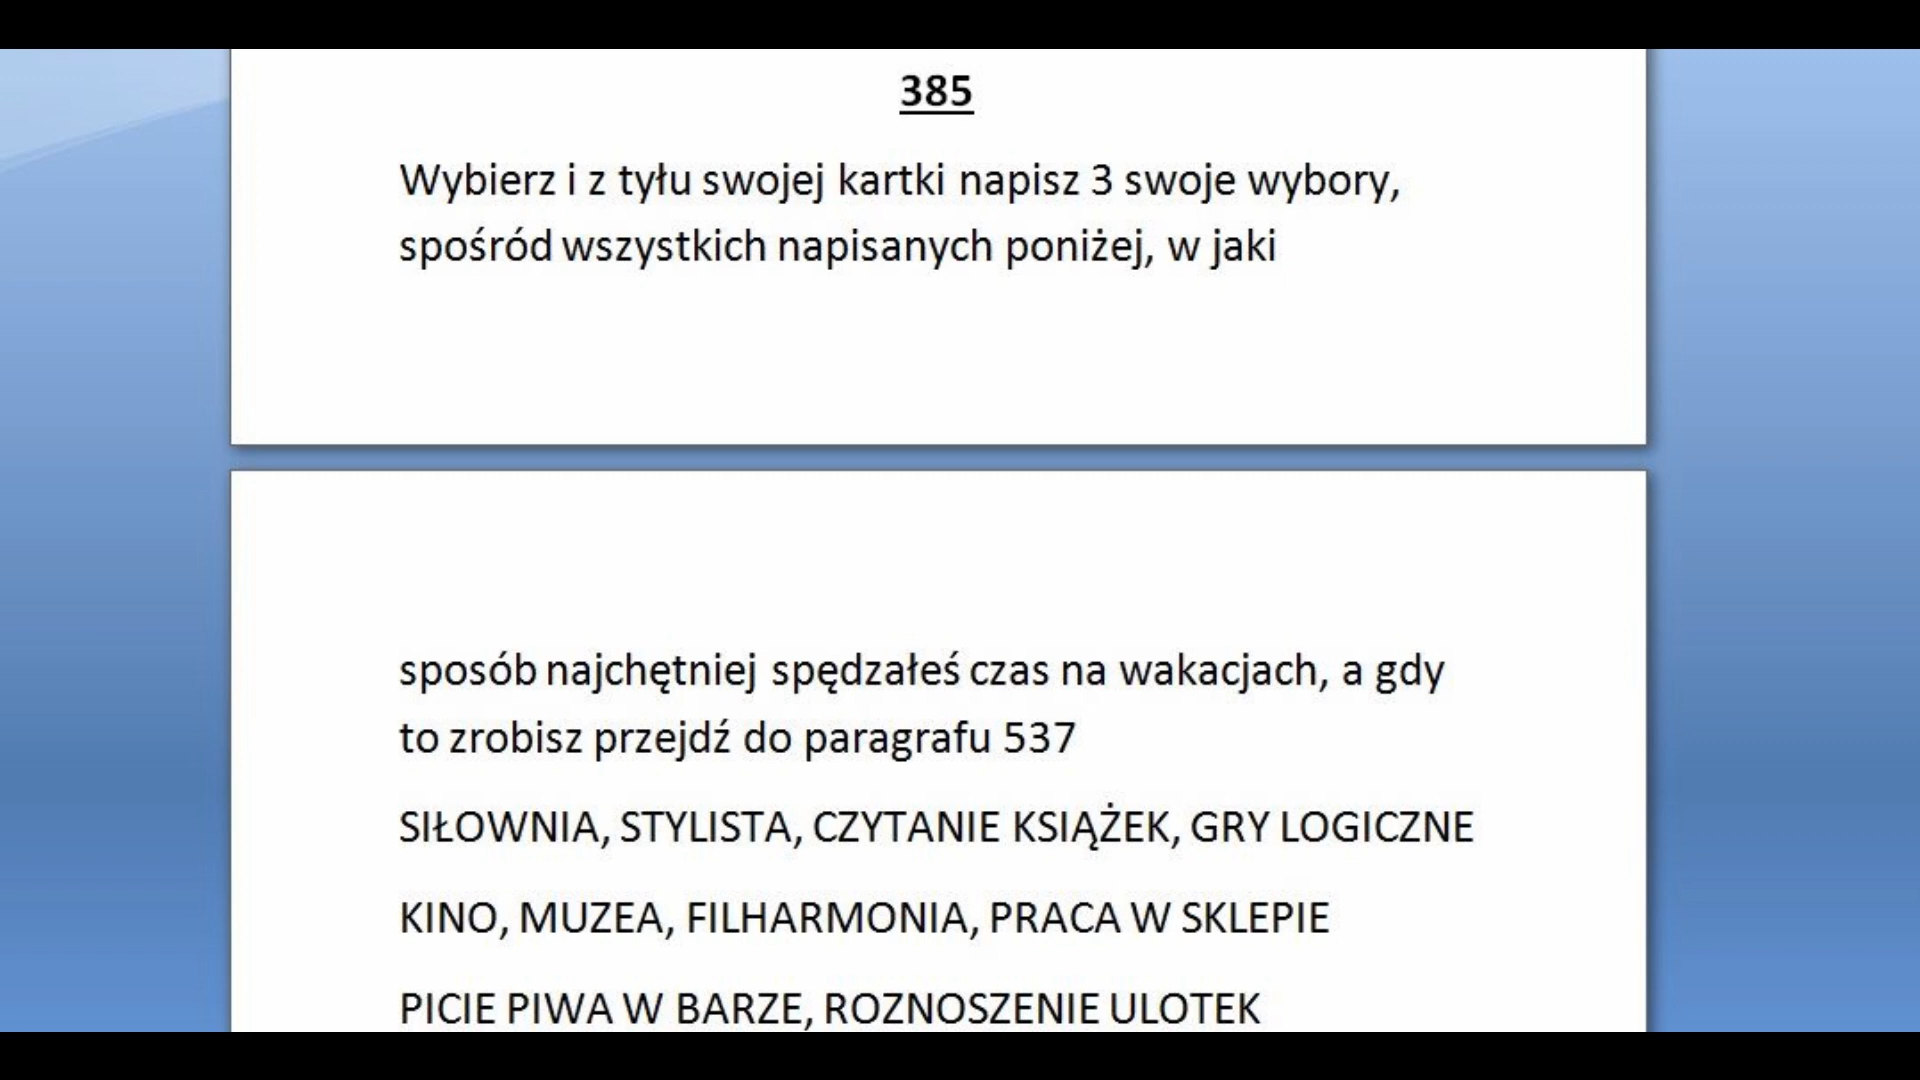 385
Wybierz i z tyłu swojej kartki napisz 3 swoje wybory,
spośród wszystkich napisanych poniżej, w jaki
sposób najchętniej spędzałeś czas na wakacjach, a gdy
to zrobisz przejdź do paragrafu 537
SIŁOWNIA, STYLISTA, CZYTANIE KSIĄŻEK, GRY LOGICZNE
KINO, MUZEA, FILHARMONIA, PRACA W SKLEPIE
PICIE PIWA W BARZE, ROZNOSZENIE ULOTEK